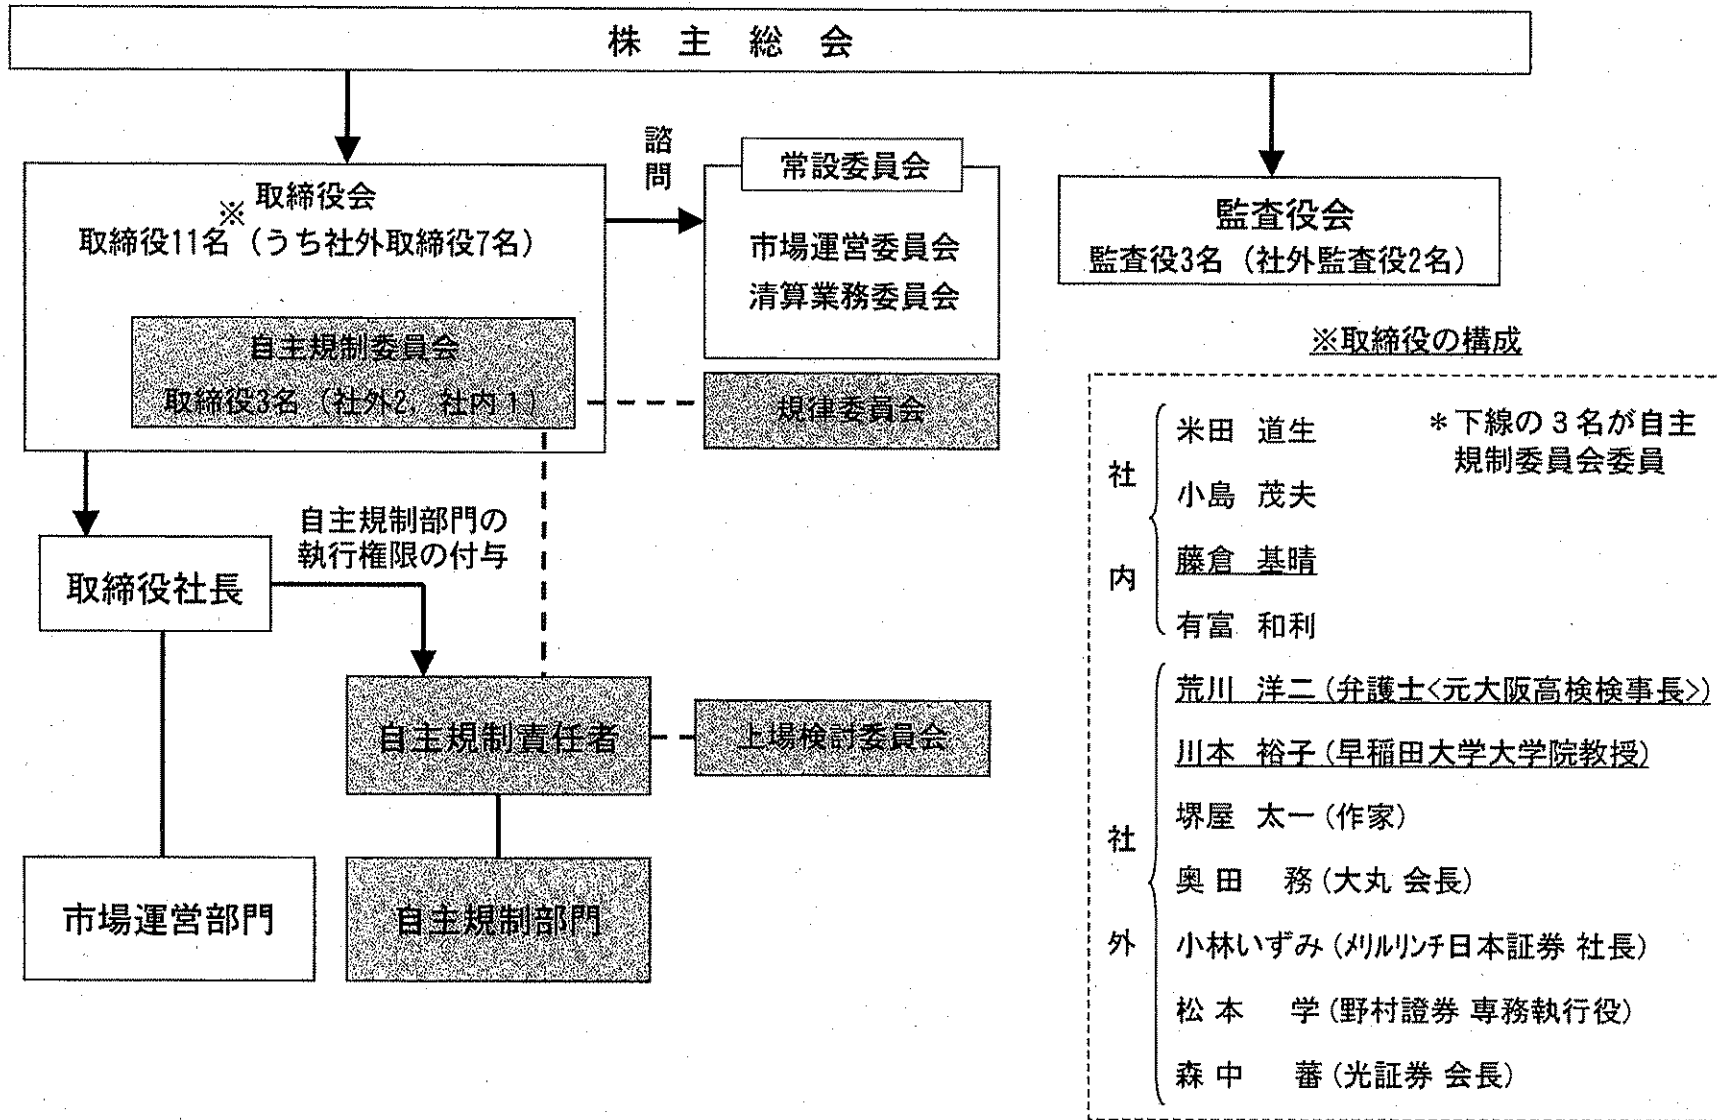 株 主 総 会
諮問
取締役会
※
取締役11名（うち社外取締役7名）
自主規制委員会
取締役3名（社外2，社内1）
常設委員会
市場運営委員会
清算業務委員会
規律委員会
監査役会
監査役3名（社外監査役2名）
取締役社長
自主規制部門の
執行権限の付与
自主規制責任者
上場検討委員会
市場運営部門
自主規制部門
※取締役の構成
社内
米田 道生
小島 茂夫
藤倉 基晴
有富 和利
＊下線の3名が自主
規制委員会委員
社外
荒川 洋二（弁護士<元大阪高検検事長>）
川本 裕子（早稲田大学大学院教授）
堺屋 太一（作家）
奥田 務（大丸 会長）
小林いずみ（メリルリンチ日本証券 社長）
松本 学（野村證券 専務執行役）
森中 蕃（光証券 会長）